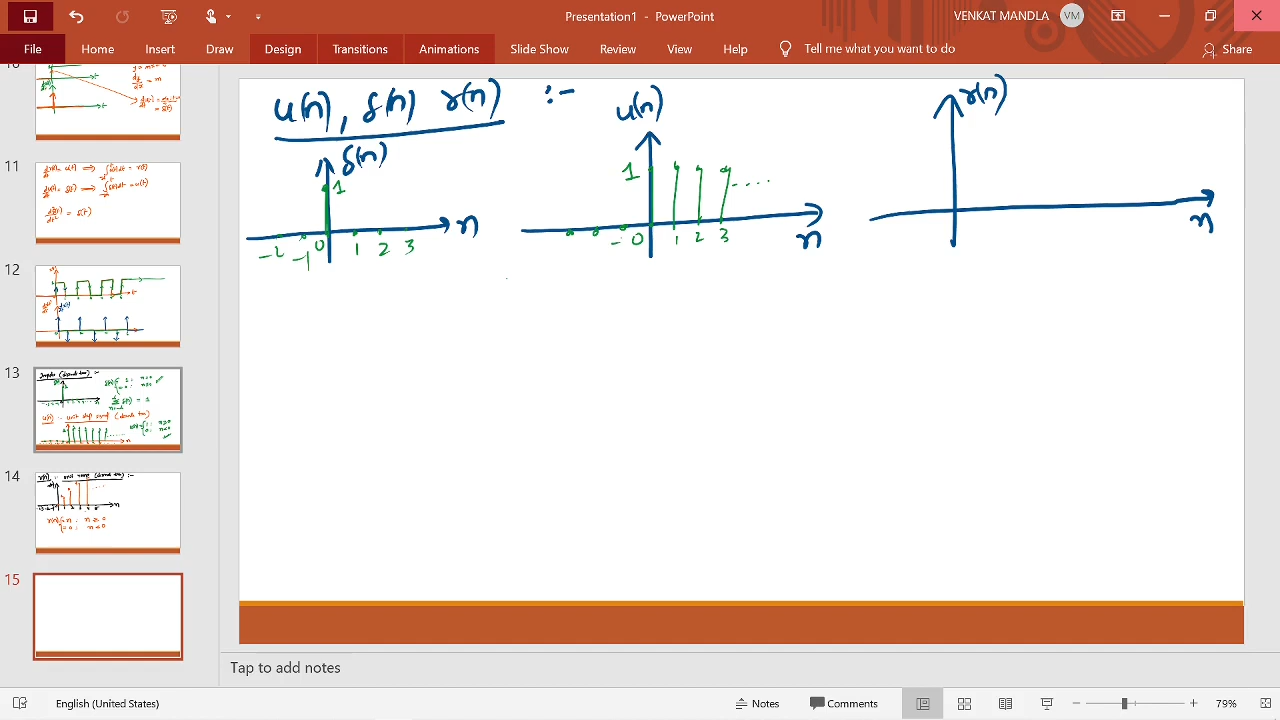 Presentation1 - PowerPoint
VENKAT MANDLA VM
File Home Insert Draw Design Transitions Animations Slide Show Review View Help Tell me what you want to do Share
u(n), δ(n) r(n) :-
δ(n)
1
-2 -1 0 1 2 3 n
u(n)
1
0 1 2 3 n
r(n)
n
11
12
13
14
15
Tap to add notes
English (United States) Notes Comments 79%